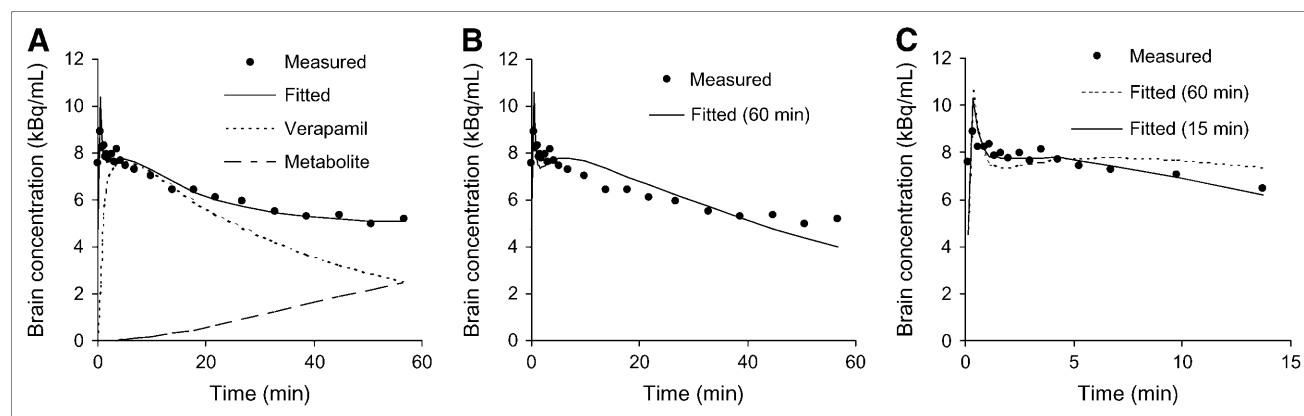 A
Brain concentration (kBq/mL)
12
10
8
6
4
2
0
0 20 40 60
Time (min)
Measured
Fitted
Verapamil
Metabolite
B
Brain concentration (kBq/mL)
12
10
8
6
4
2
0
0 20 40 60
Time (min)
Measured
Fitted (60 min)
C
Brain concentration (kBq/mL)
12
10
8
6
4
2
0
0 5 10 15
Time (min)
Measured
Fitted (60 min)
Fitted (15 min)